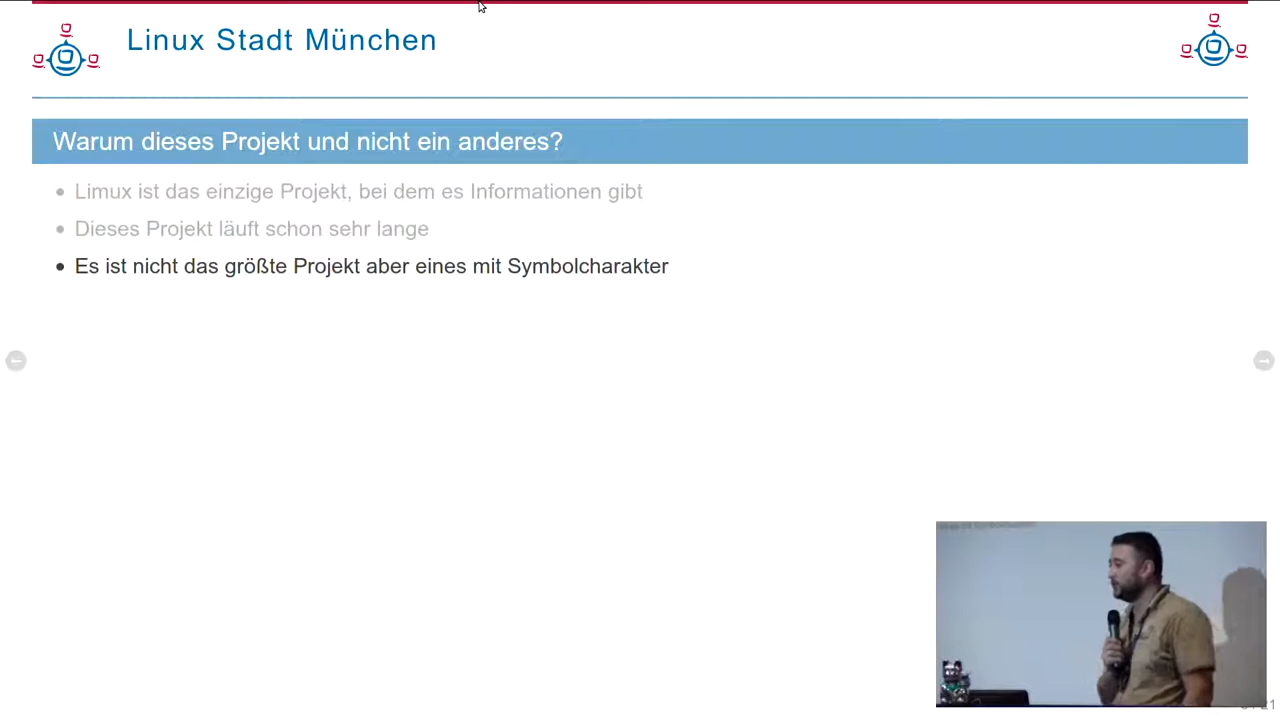 Linux Stadt München
Warum dieses Projekt und nicht ein anderes?
Limux ist das einzige Projekt, bei dem es Informationen gibt
Dieses Projekt läuft schon sehr lange
Es ist nicht das größte Projekt aber eines mit Symbolcharakter
21